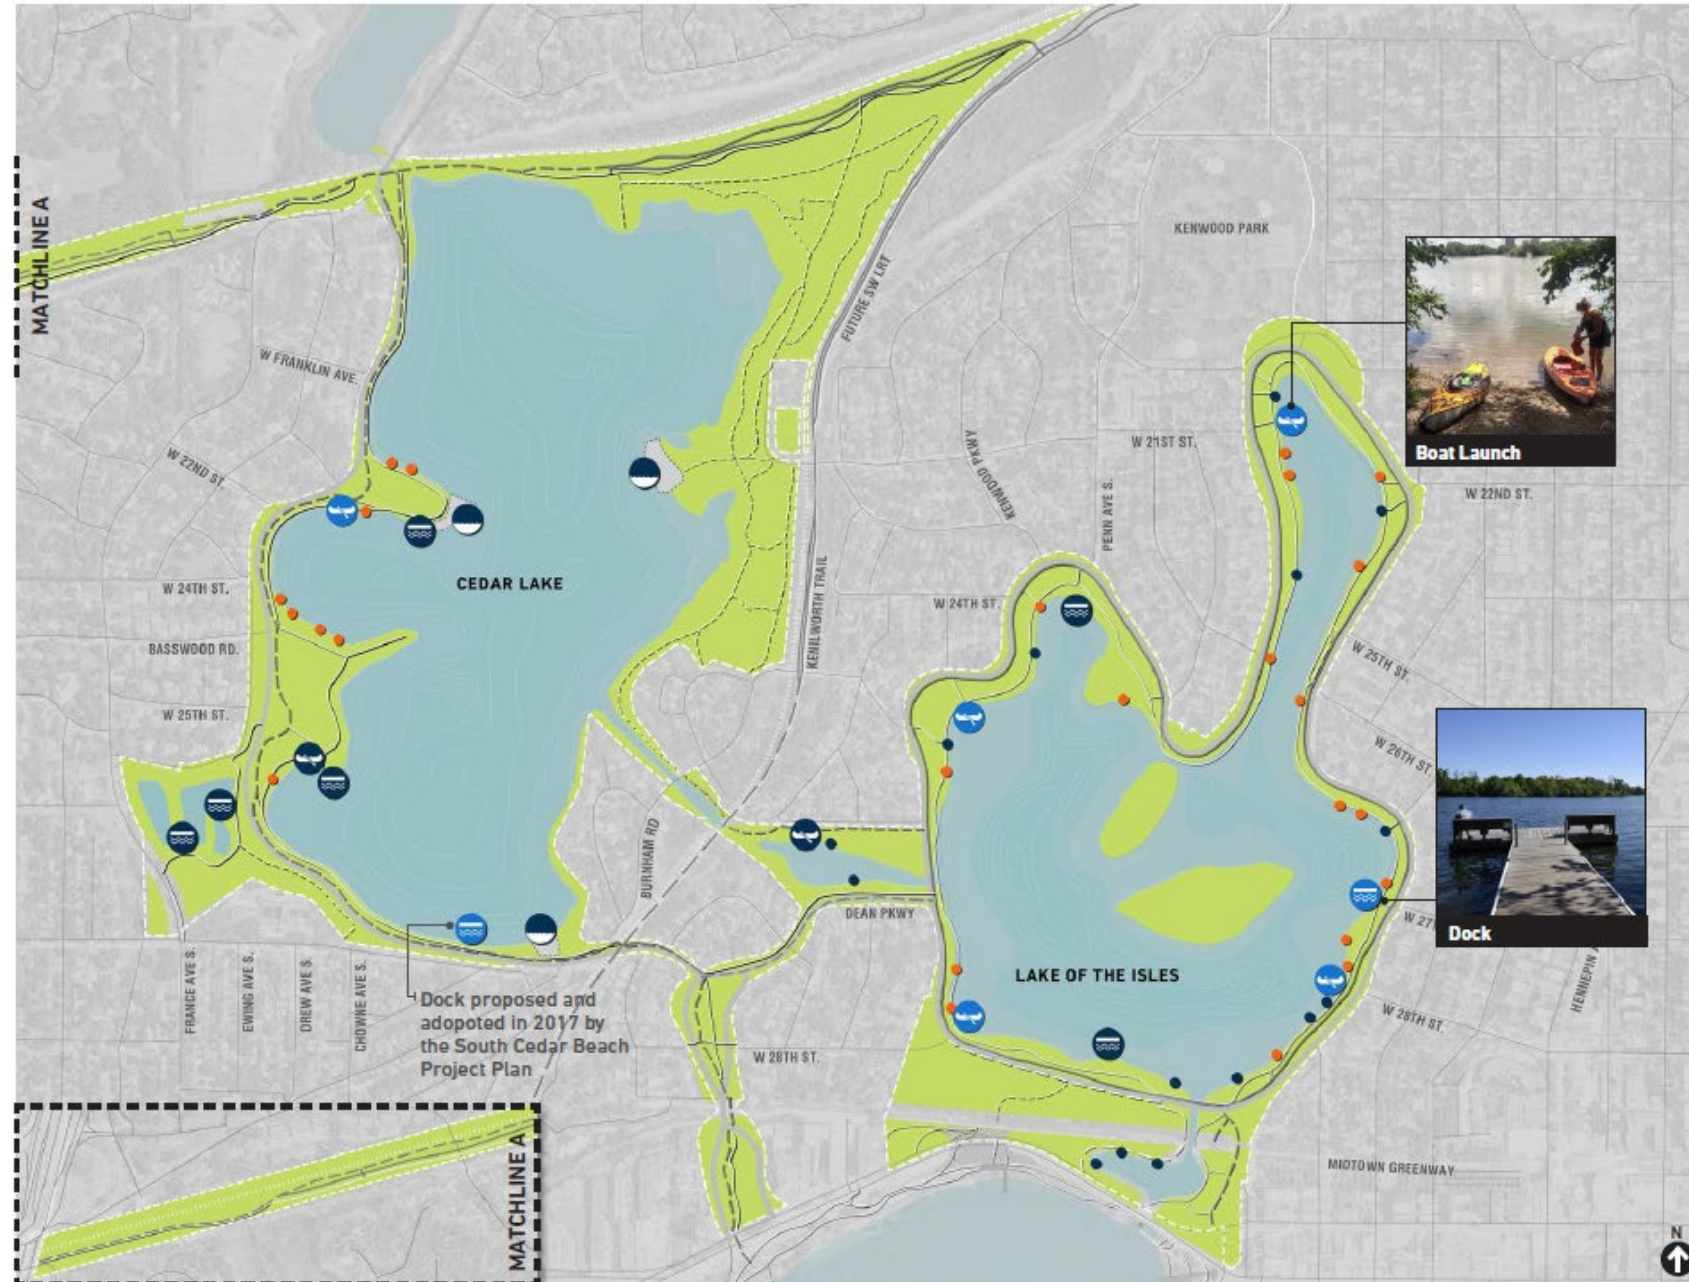 MATCHLINE A
KENWOOD PARK
FUTURE SW LRT
W FRANKLIN AVE.
KENWOOD PKWY
W 21ST ST.
Boat Launch
W 22ND ST.
W 22ND ST.
PENN AVE S.
CEDAR LAKE
W 24TH ST.
W 24TH ST.
KENILWORTH TRAIL
BASSWOOD RD.
W 25TH ST.
W 25TH ST.
W 26TH ST.
BURNHAM RD
DEAN PKWY
W 27
Dock
FRANCE AVE S.
EWING AVE S.
DREW AVE S.
CHOWNE AVE S.
LAKE OF THE ISLES
HENNEPIN
Dock proposed and
adopoted in 2017 by
the South Cedar Beach
Project Plan
W 28TH ST.
W 28TH ST.
MATCHLINE A
MIDTOWN GREENWAY
N